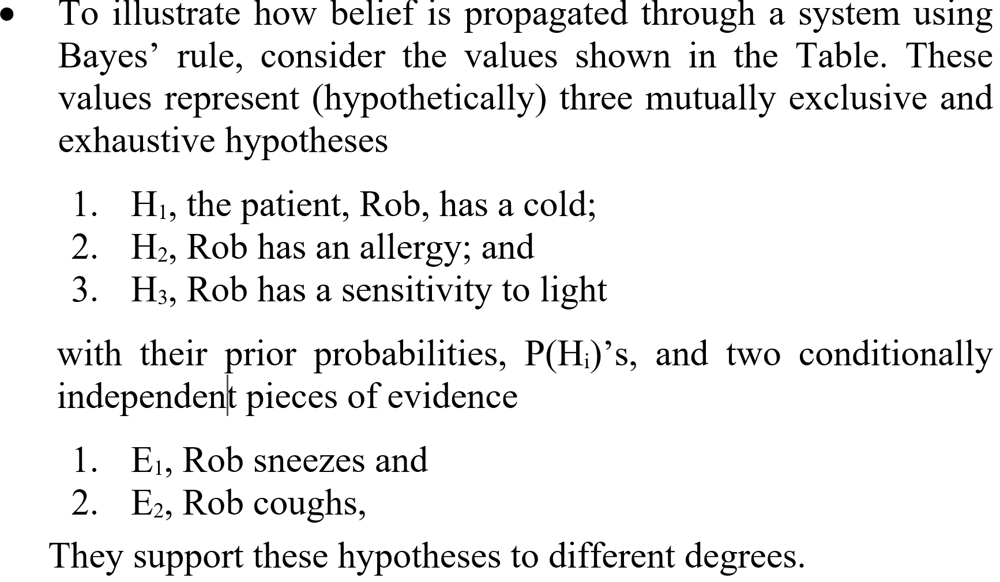 • To illustrate how belief is propagated through a system using
Bayes’ rule, consider the values shown in the Table. These
values represent (hypothetically) three mutually exclusive and
exhaustive hypotheses
1. H₁, the patient, Rob, has a cold;
2. H₂, Rob has an allergy; and
3. H₃, Rob has a sensitivity to light
with their prior probabilities, P(Hᵢ)’s, and two conditionally
independent pieces of evidence
1. E₁, Rob sneezes and
2. E₂, Rob coughs,
They support these hypotheses to different degrees.